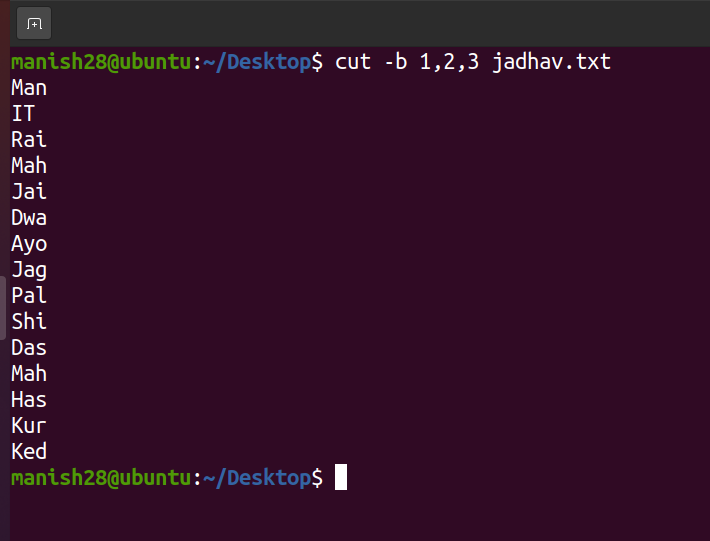 manish28@ubuntu:~/Desktop$ cut -b 1,2,3 jadhav.txt
Man
IT
Rai
Mah
Jai
Dwa
Ayo
Jag
Pal
Shi
Das
Mah
Has
Kur
Ked
manish28@ubuntu:~/Desktop$